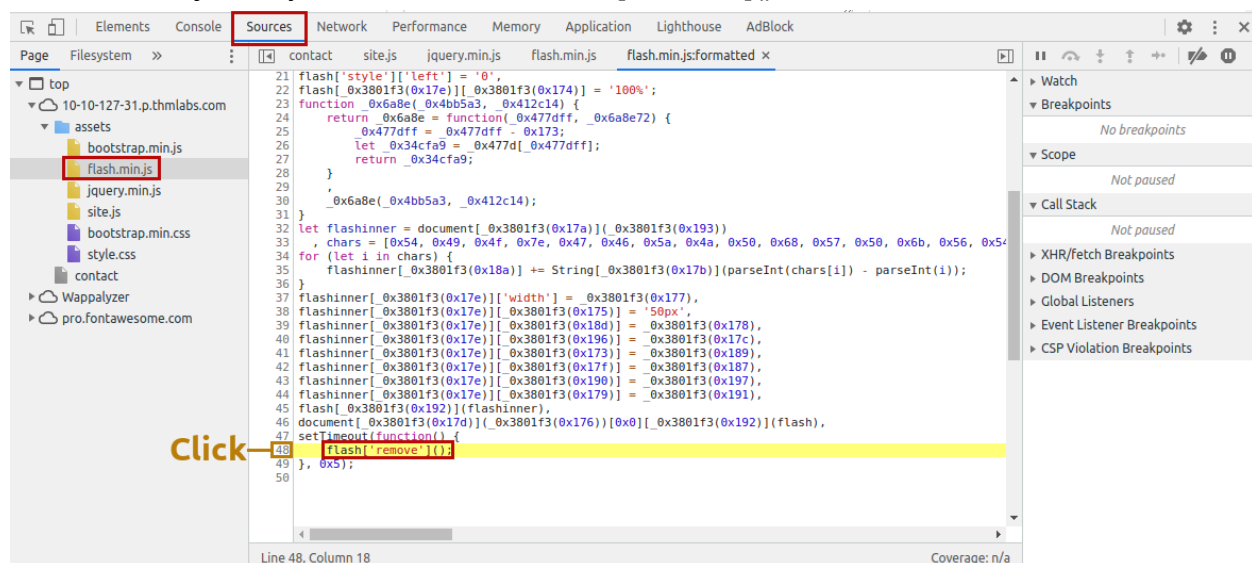 Elements Console Sources Network Performance Memory Application Lighthouse AdBlock
Page Filesystem »
contact site.js jquery.min.js flash.min.js flash.min.js:formatted ×
top
10-10-127-31.p.thmlabs.com
assets
bootstrap.min.js
flash.min.js
jquery.min.js
site.js
bootstrap.min.css
style.css
contact
Wappalyzer
pro.fontawesome.com
21 flash['style']['left'] = '0',
22 flash[_0x3801f3(0x17e)][_0x3801f3(0x174)] = '100%';
23 function _0x6a8e(_0x4bb5a3, _0x412c14) {
24 return _0x6a8e = function(_0x477dff, _0x6a8e72) {
25 _0x477dff = _0x477dff - 0x173;
26 let _0x34cfa9 = _0x477d[_0x477dff];
27 return _0x34cfa9;
28 }
29 ,
30 _0x6a8e(_0x4bb5a3, _0x412c14);
31 }
32 let flashinner = document[_0x3801f3(0x17a)](_0x3801f3(0x193))
33 , chars = [0x54, 0x49, 0x4f, 0x7e, 0x47, 0x46, 0x5a, 0x4a, 0x50, 0x68, 0x57, 0x50, 0x6b, 0x56, 0x54
34 for (let i in chars) {
35 flashinner[_0x3801f3(0x18a)] += String[_0x3801f3(0x17b)](parseInt(chars[i]) - parseInt(i));
36 }
37 flashinner[_0x3801f3(0x17e)]['width'] = _0x3801f3(0x177),
38 flashinner[_0x3801f3(0x17e)][_0x3801f3(0x175)] = '50px',
39 flashinner[_0x3801f3(0x17e)][_0x3801f3(0x18d)] = _0x3801f3(0x178),
40 flashinner[_0x3801f3(0x17e)][_0x3801f3(0x196)] = _0x3801f3(0x17c),
41 flashinner[_0x3801f3(0x17e)][_0x3801f3(0x173)] = _0x3801f3(0x189),
42 flashinner[_0x3801f3(0x17e)][_0x3801f3(0x17f)] = _0x3801f3(0x187),
43 flashinner[_0x3801f3(0x17e)][_0x3801f3(0x190)] = _0x3801f3(0x197),
44 flashinner[_0x3801f3(0x17e)][_0x3801f3(0x179)] = _0x3801f3(0x191),
45 flash[_0x3801f3(0x192)](flashinner),
46 document[_0x3801f3(0x17d)](_0x3801f3(0x176))[0x0][_0x3801f3(0x192)](flash),
47 setTimeout(function() {
Click
48 flash['remove']();
49 }, 0x5);
50
Line 48, Column 18 Coverage: n/a
Watch
Breakpoints
No breakpoints
Scope
Not paused
Call Stack
Not paused
XHR/fetch Breakpoints
DOM Breakpoints
Global Listeners
Event Listener Breakpoints
CSP Violation Breakpoints